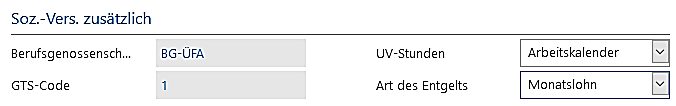 Soz.-Vers. zusätzlich
Berufsgenossensch... BG-ÜFA UV-Stunden Arbeitskalender
GTS-Code 1 Art des Entgelts Monatslohn